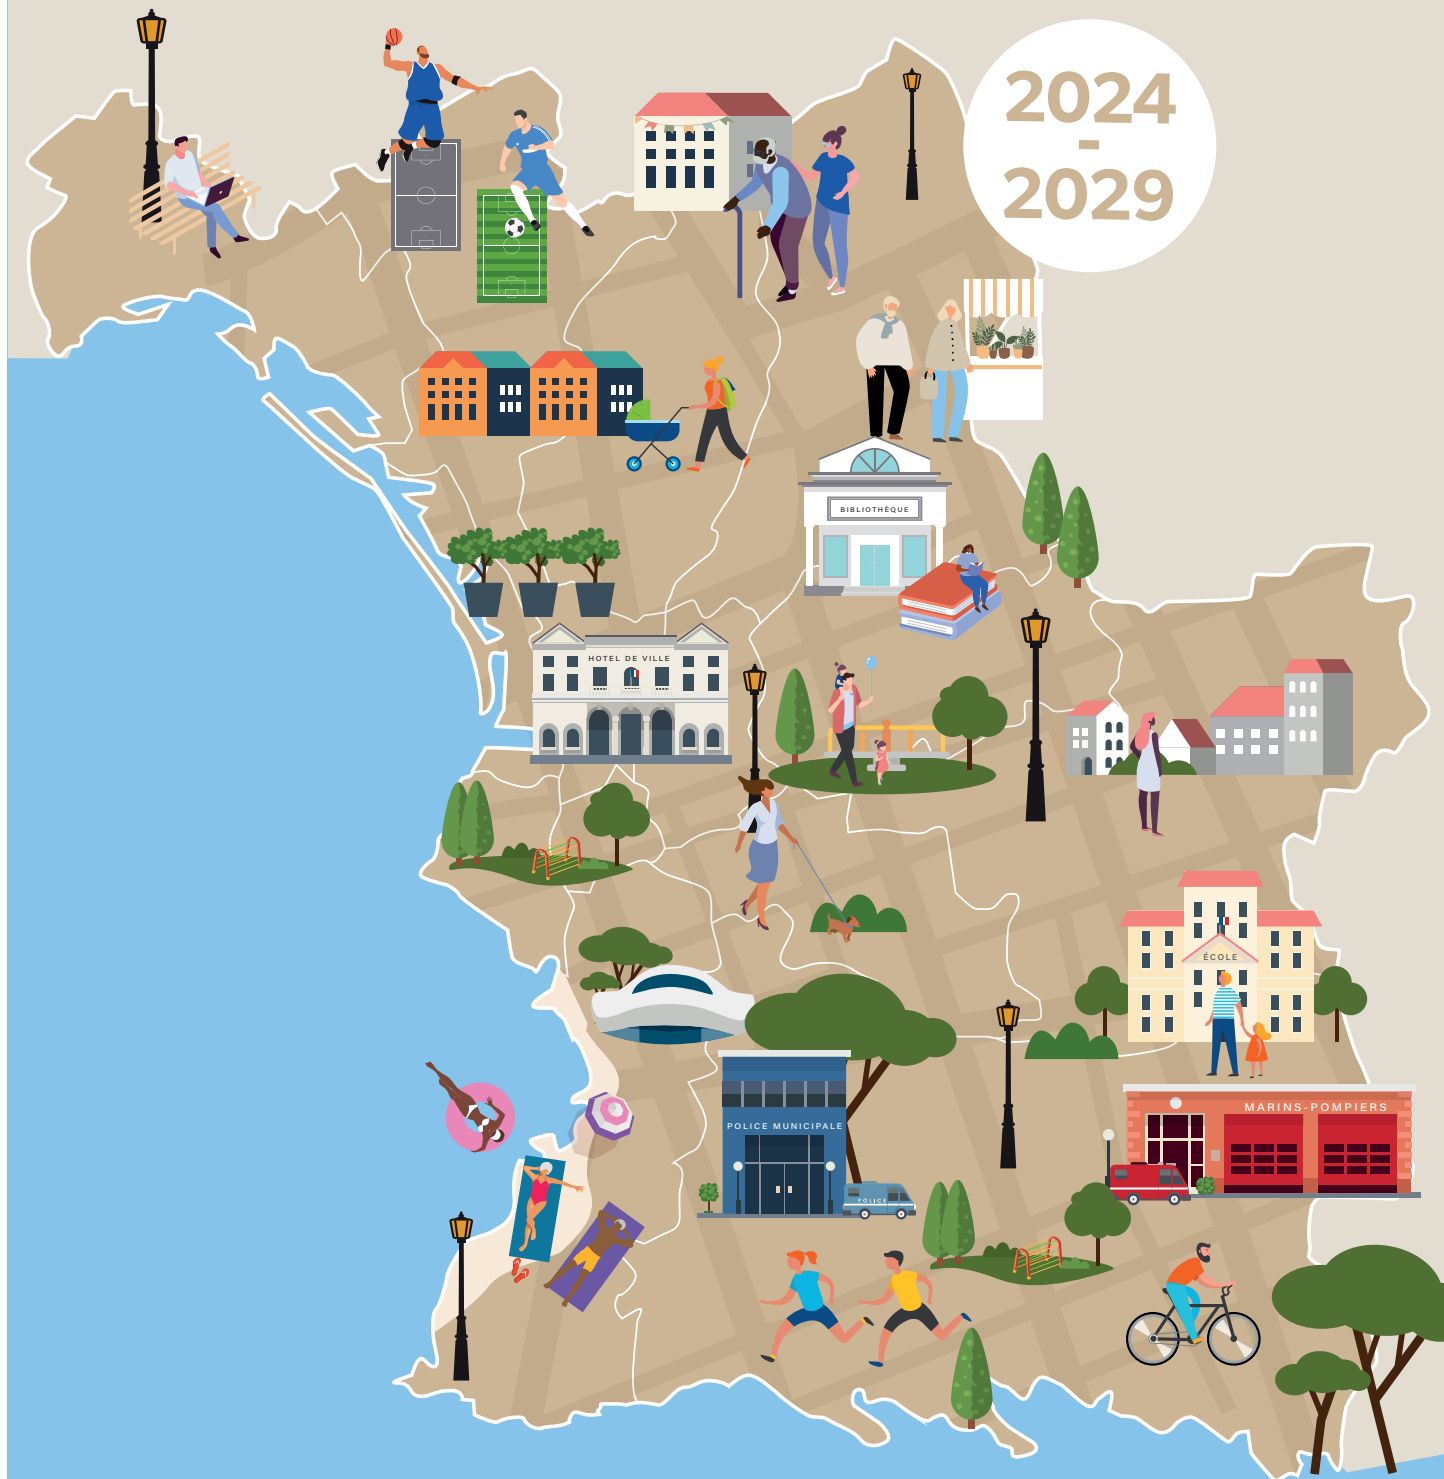 2024
-
2029
BIBLIOTHÈQUE
HOTEL DE VILLE
ÉCOLE
MARINS-POMPIERS
POLICE MUNICIPALE
POLICE